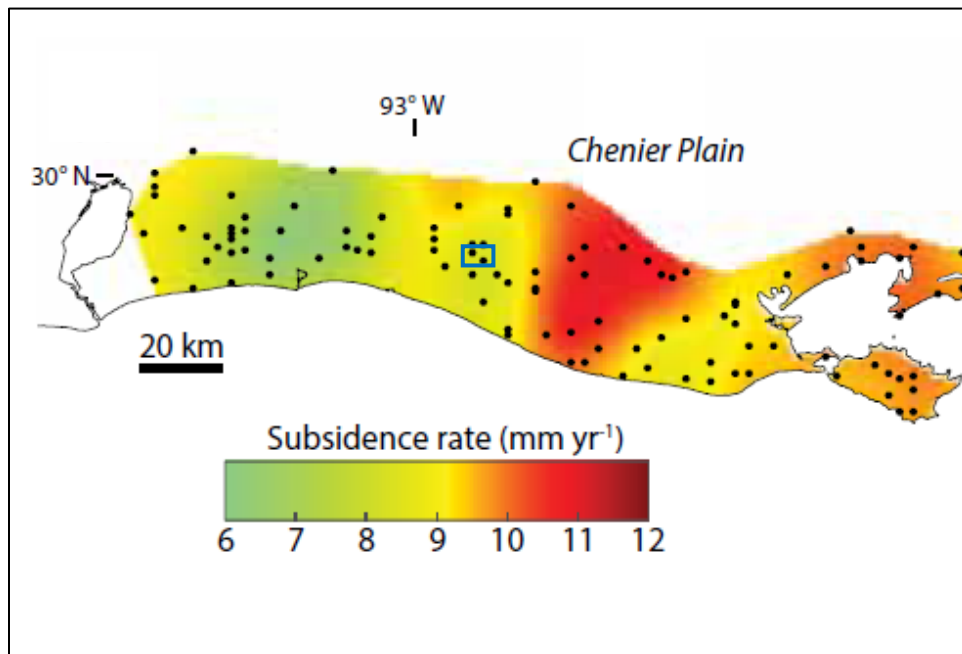 93° W
Chenier Plain
30° N
20 km
Subsidence rate (mm yr⁻¹)
6 7 8 9 10 11 12